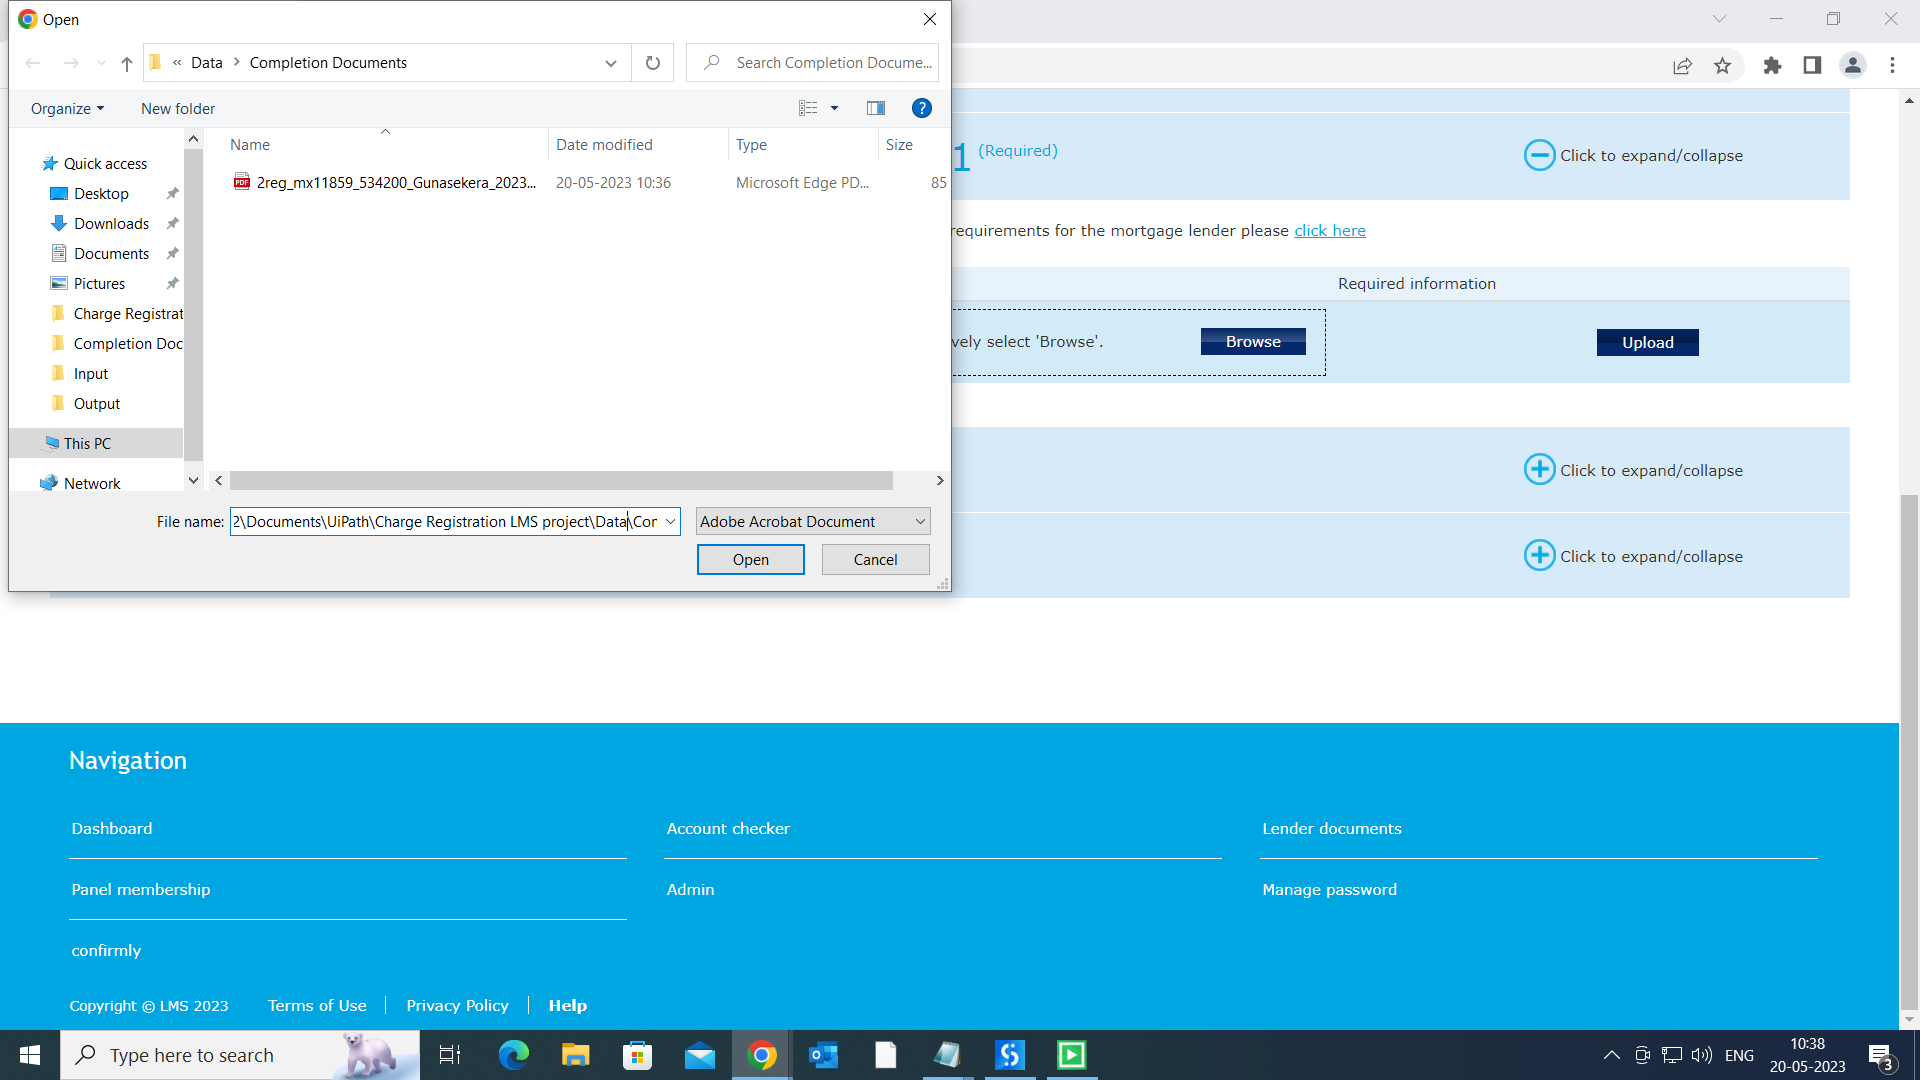 Open
« Data > Completion Documents
Search Completion Docume...
Organize
New folder
Name
Date modified
Type
Size
Quick access
2reg_mx11859_534200_Gunasekera_2023...
20-05-2023 10:36
Microsoft Edge PD...
85
Desktop
Downloads
Documents
Pictures
Charge Registrat
Completion Doc
Input
Output
This PC
Network
File name:
2\Documents\UiPath\Charge Registration LMS project\Data\Con
Adobe Acrobat Document
Open
Cancel
1 (Required)
Click to expand/collapse
requirements for the mortgage lender please click here
Required information
vely select 'Browse'.
Browse
Upload
Click to expand/collapse
Click to expand/collapse
Navigation
Dashboard
Account checker
Lender documents
Panel membership
Admin
Manage password
confirmly
Copyright © LMS 2023
Terms of Use
Privacy Policy
Help
Type here to search
ENG
10:38
20-05-2023
3